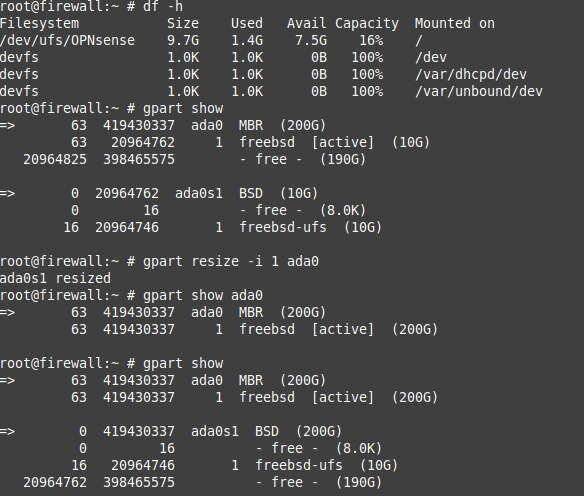 root@firewall:~ # df -h
Filesystem Size Used Avail Capacity Mounted on
/dev/ufs/OPNsense 9.7G 1.4G 7.5G 16% /
devfs 1.0K 1.0K 0B 100% /dev
devfs 1.0K 1.0K 0B 100% /var/dhcpd/dev
devfs 1.0K 1.0K 0B 100% /var/unbound/dev
root@firewall:~ # gpart show
=> 63 419430337 ada0 MBR (200G)
63 20964762 1 freebsd [active] (10G)
20964825 398465575 - free - (190G)
=> 0 20964762 ada0s1 BSD (10G)
0 16 - free - (8.0K)
16 20964746 1 freebsd-ufs (10G)
root@firewall:~ # gpart resize -i 1 ada0
ada0s1 resized
root@firewall:~ # gpart show ada0
=> 63 419430337 ada0 MBR (200G)
63 419430337 1 freebsd [active] (200G)
root@firewall:~ # gpart show
=> 63 419430337 ada0 MBR (200G)
63 419430337 1 freebsd [active] (200G)
=> 0 419430337 ada0s1 BSD (200G)
0 16 - free - (8.0K)
16 20964746 1 freebsd-ufs (10G)
20964762 398465575 - free - (190G)